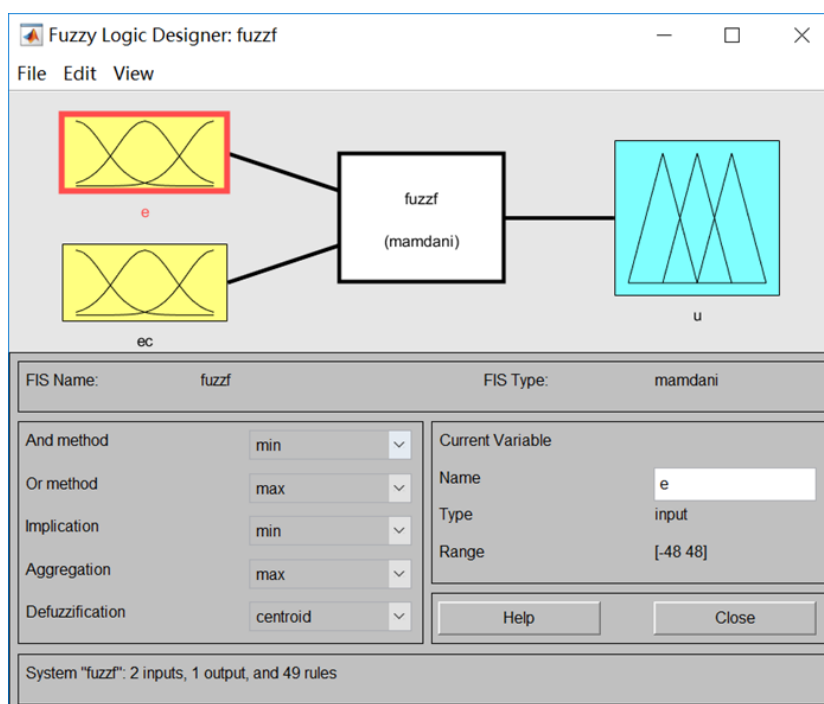 Fuzzy Logic Designer: fuzzf
File Edit View
e
ec
fuzzf
(mamdani)
u
FIS Name: fuzzf FIS Type: mamdani
And method min
Or method max
Implication min
Aggregation max
Defuzzification centroid
Current Variable
Name e
Type input
Range [-48 48]
Help Close
System "fuzzf": 2 inputs, 1 output, and 49 rules